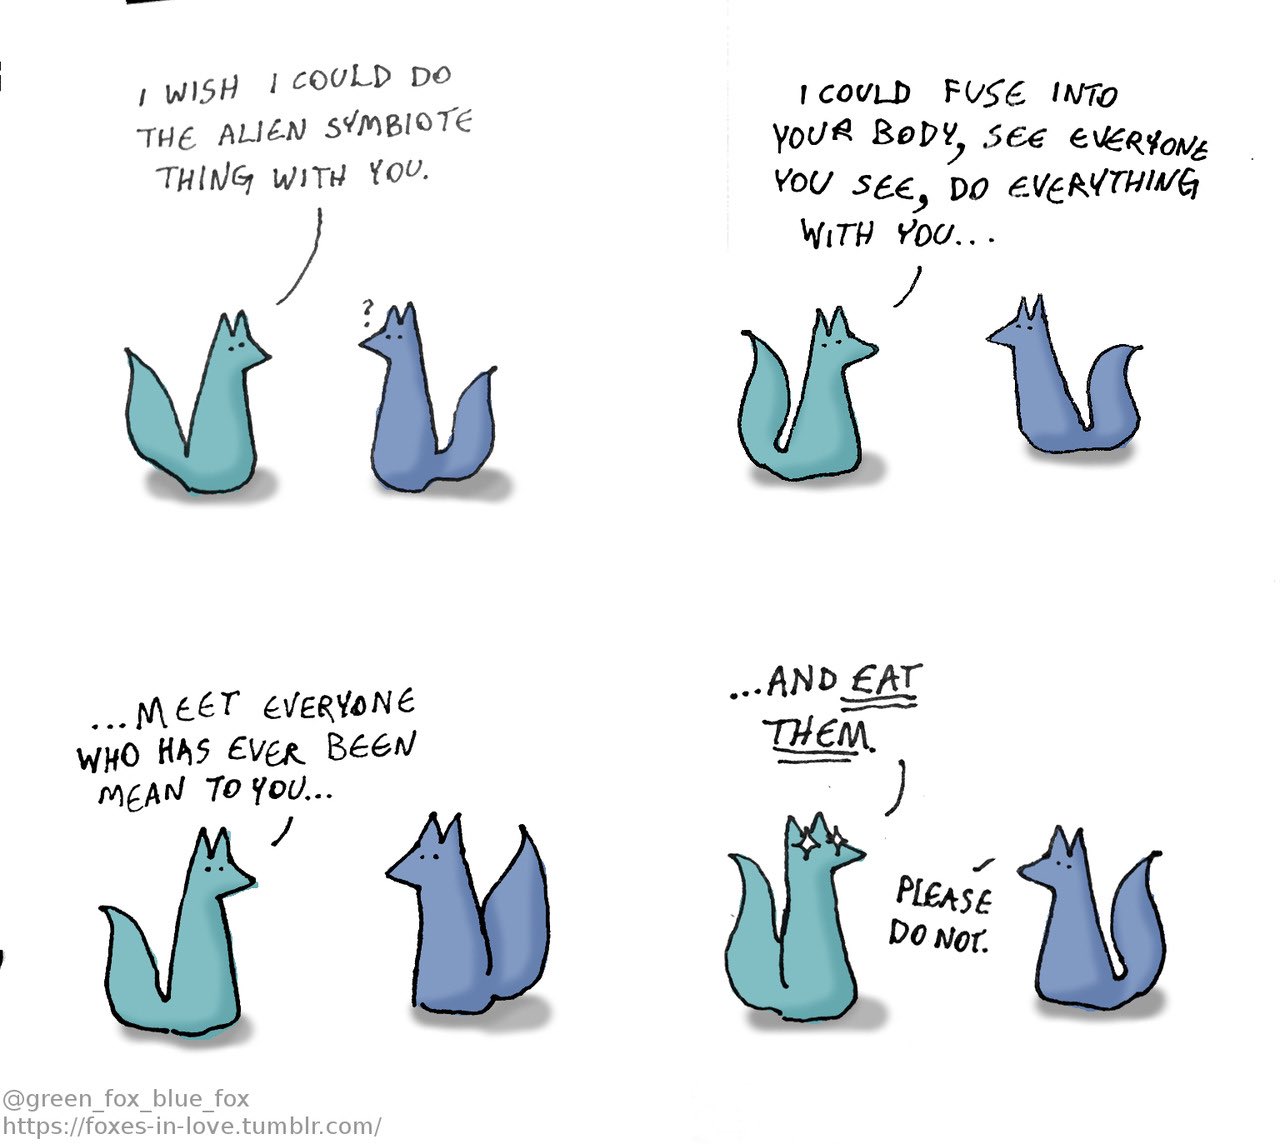 I WISH I COULD DO
THE ALIEN SYMBIOTE
THING WITH YOU.
?
I COULD FUSE INTO
YOUR BODY, SEE EVERYONE
YOU SEE, DO EVERYTHING
WITH YOU...
...MEET EVERYONE
WHO HAS EVER BEEN
MEAN TO YOU...
...AND EAT
THEM.
PLEASE
DO NOT.
@green_fox_blue_fox
https://foxes-in-love.tumblr.com/